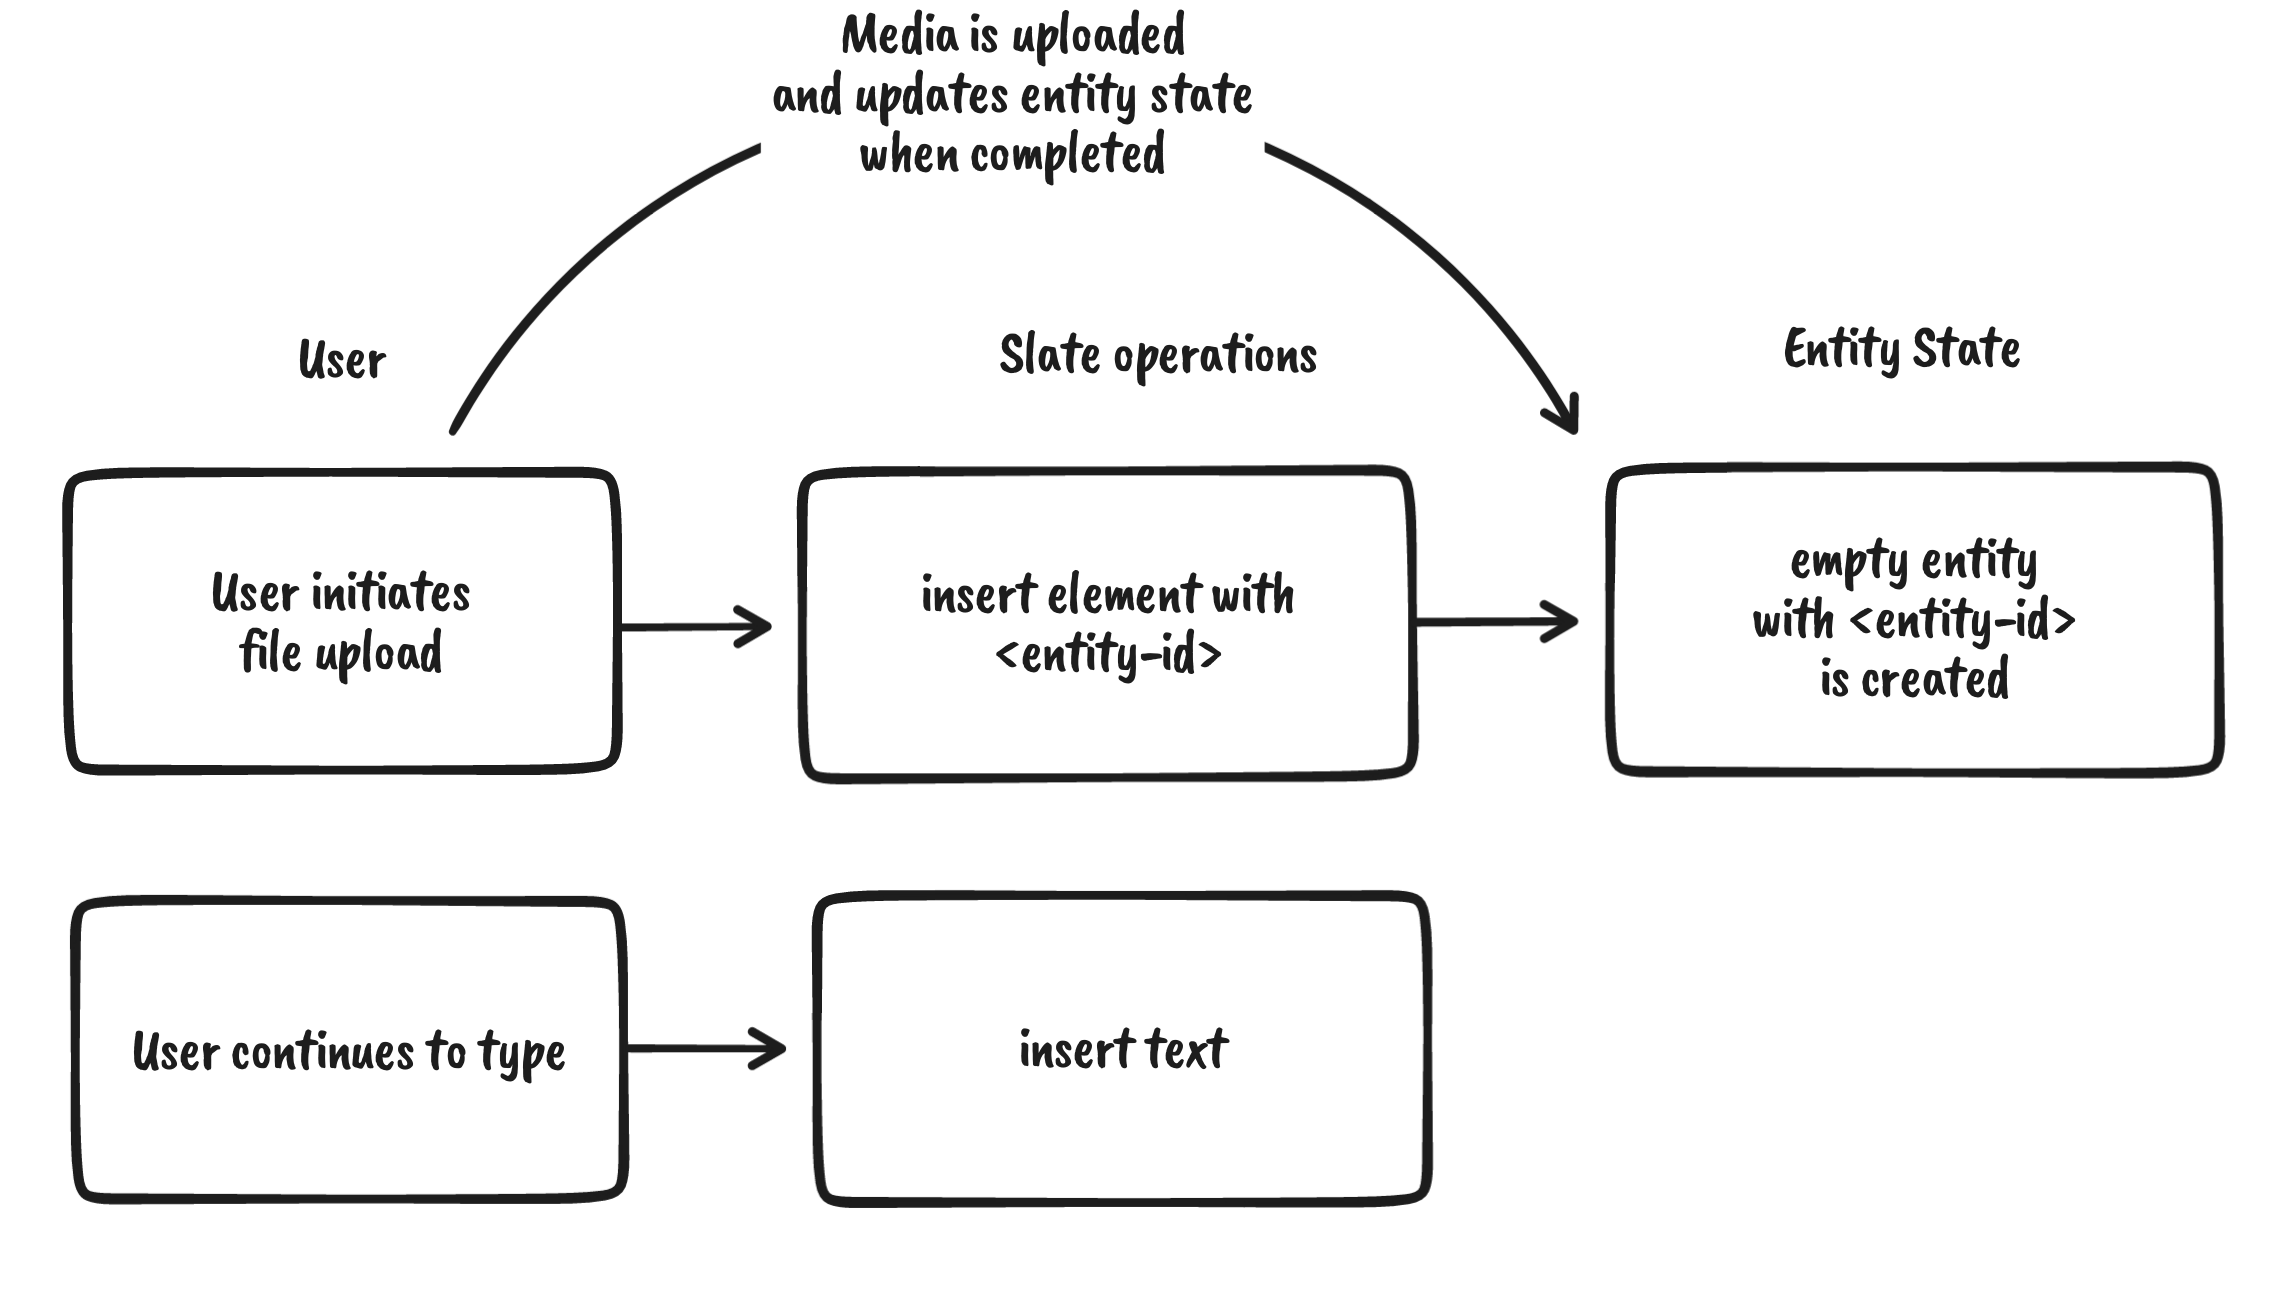 Media is uploaded
and updates entity state
when completed
User
Slate operations
Entity State
User initiates
file upload
insert element with
<entity-id>
empty entity
with <entity-id>
is created
User continues to type
insert text